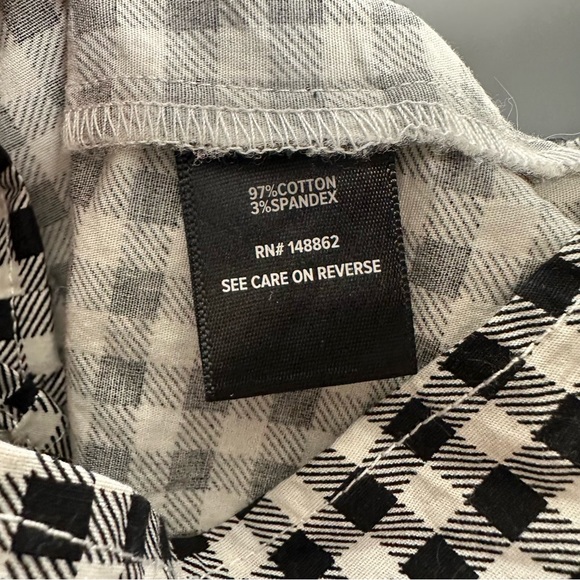 97%COTTON
3%SPANDEX
RN# 148862
SEE CARE ON REVERSE